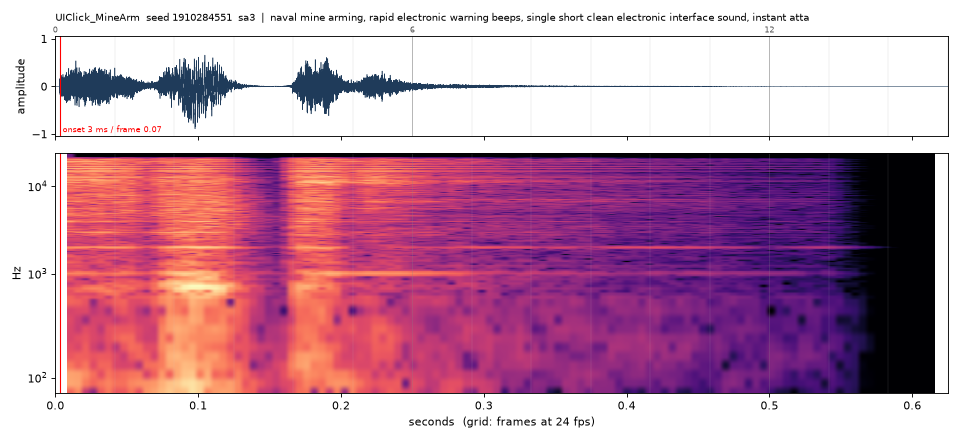 UIClick_MineArm  seed 1910284551  sa3  |  naval mine arming, rapid electronic warning beeps, single short clean electronic interface sound, instant atta
0 6 12
1
amplitude
0
−1
onset 3 ms / frame 0.07
10⁴
Hz
10³
10²
0.0 0.1 0.2 0.3 0.4 0.5 0.6
seconds  (grid: frames at 24 fps)